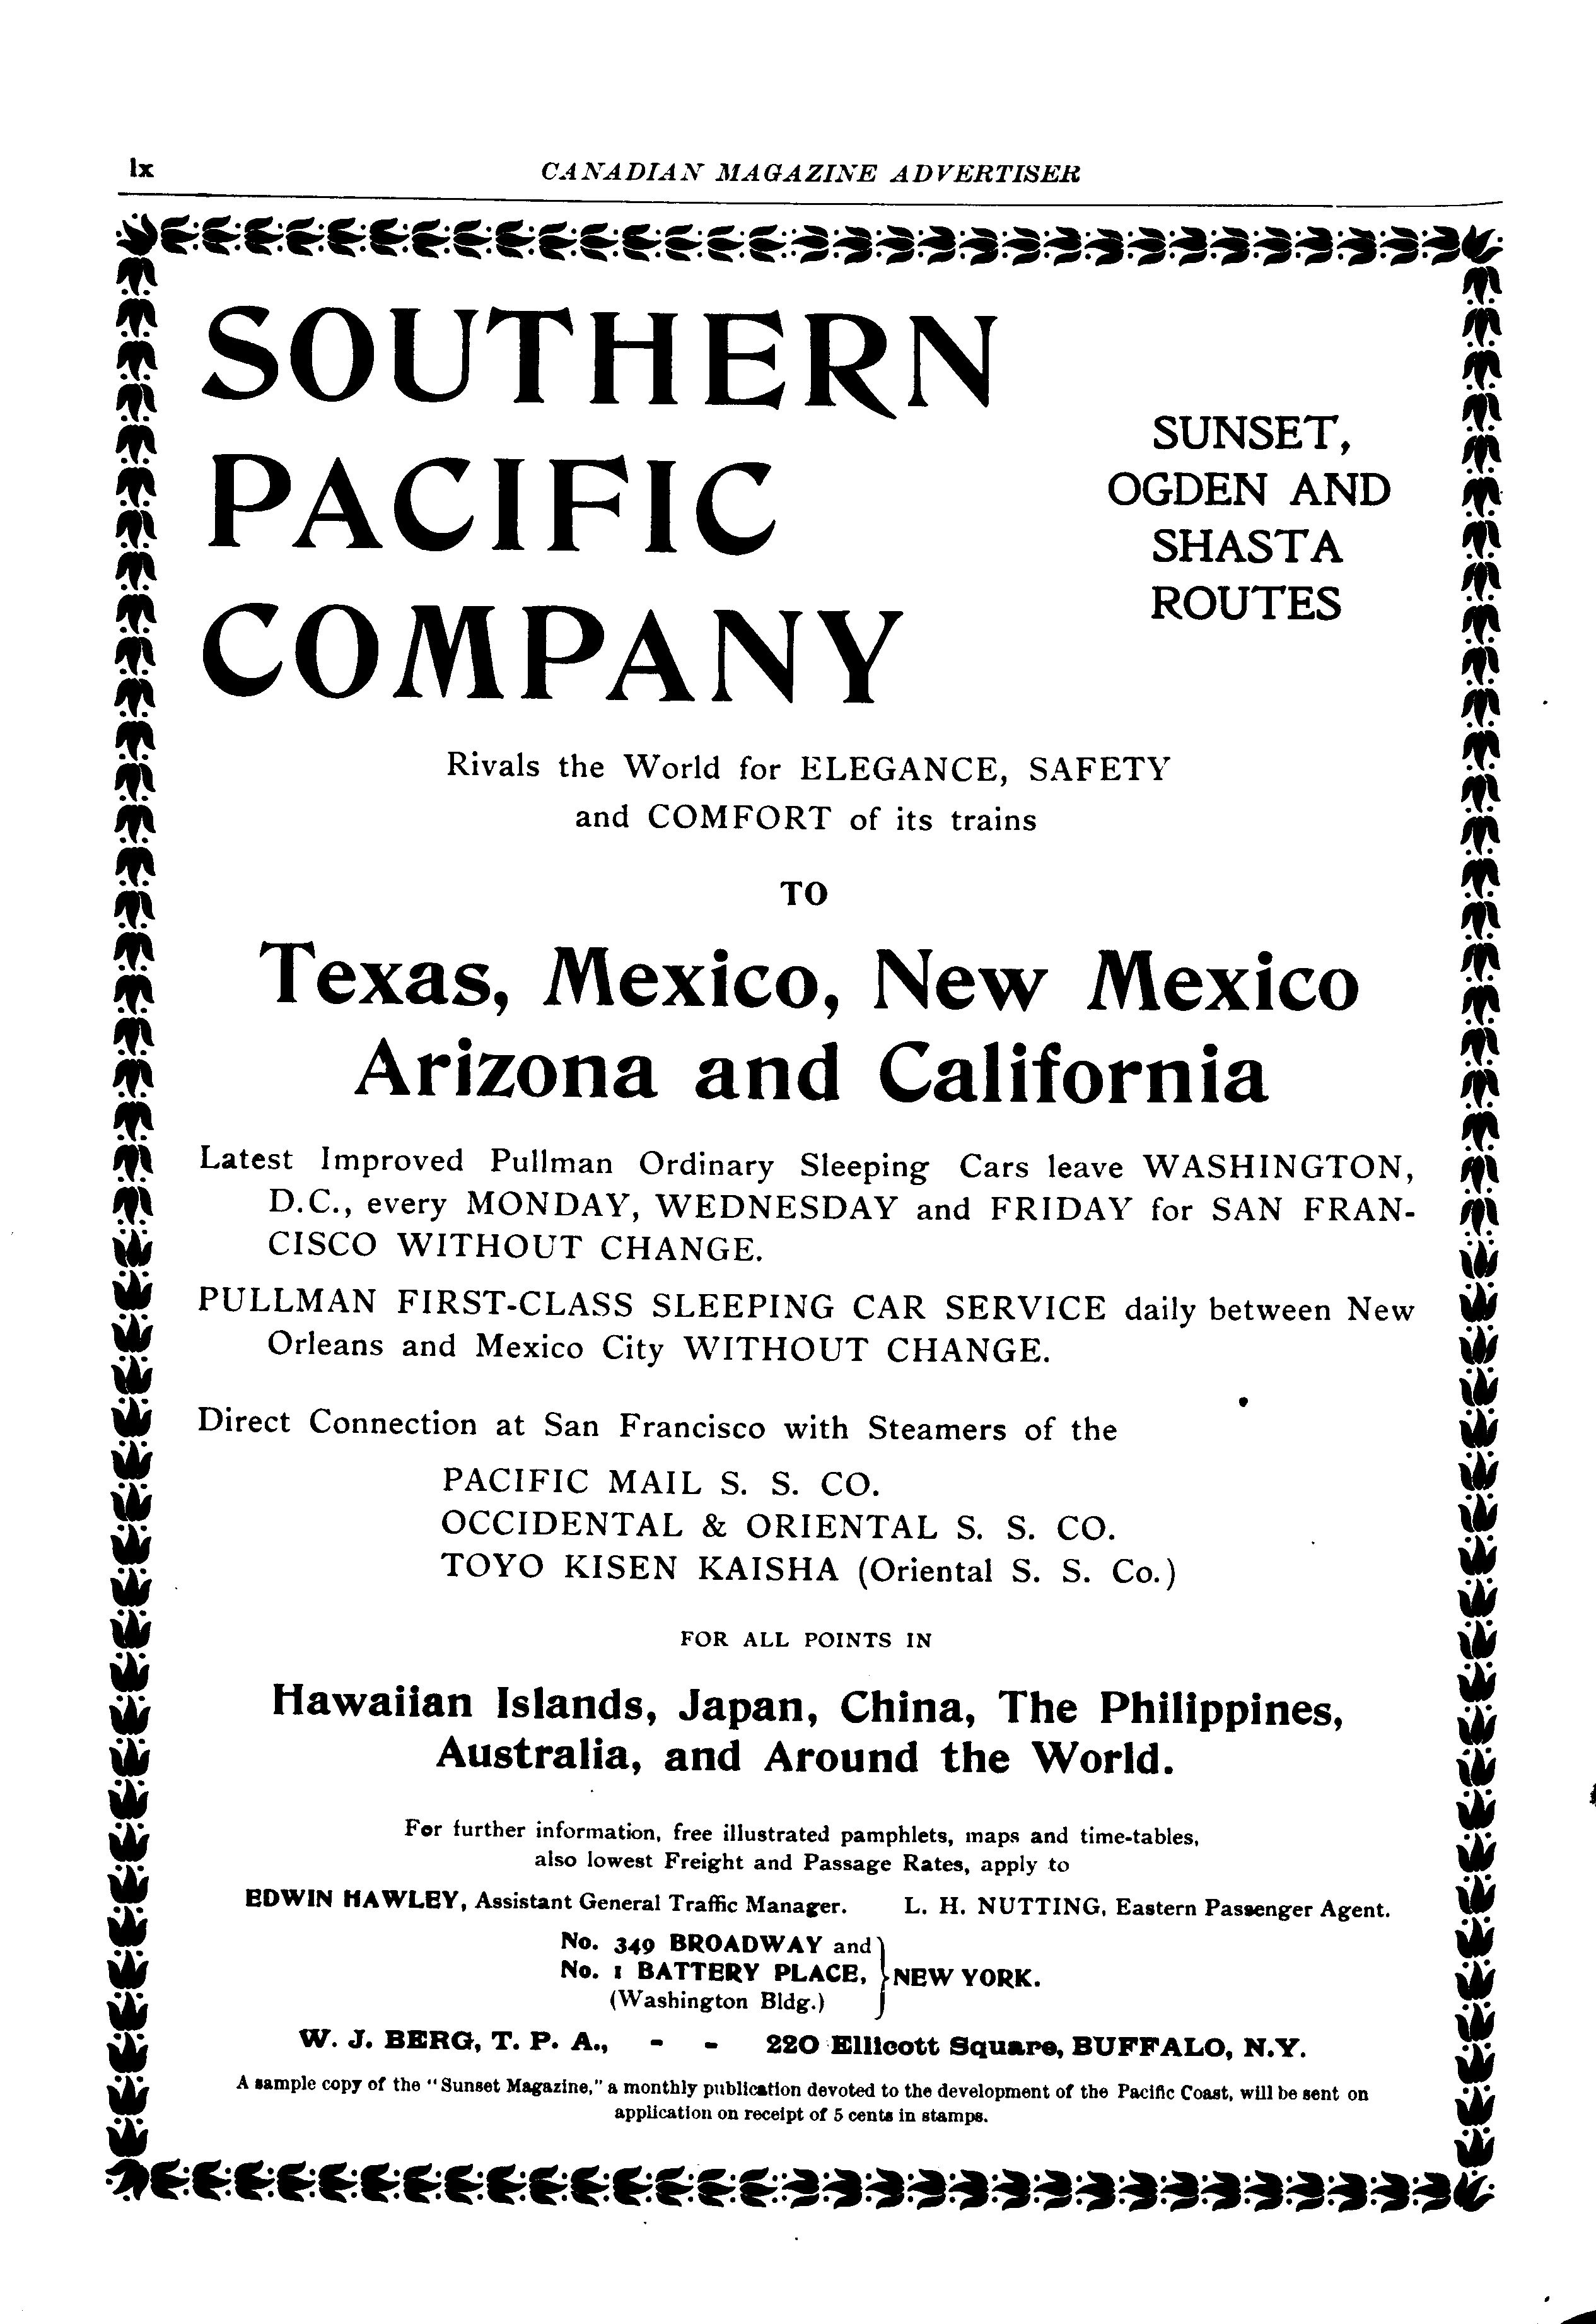 lx
CANADIAN MAGAZINE ADVERTISER
SOUTHERN
PACIFIC
COMPANY
SUNSET,
OGDEN AND
SHASTA
ROUTES
Rivals the World for ELEGANCE, SAFETY
and COMFORT of its trains
TO
Texas, Mexico, New Mexico
Arizona and California
Latest Improved Pullman Ordinary Sleeping Cars leave WASHINGTON,
D.C., every MONDAY, WEDNESDAY and FRIDAY for SAN FRAN-
CISCO WITHOUT CHANGE.
PULLMAN FIRST-CLASS SLEEPING CAR SERVICE daily between New
Orleans and Mexico City WITHOUT CHANGE.
Direct Connection at San Francisco with Steamers of the
PACIFIC MAIL S. S. CO.
OCCIDENTAL & ORIENTAL S. S. CO.
TOYO KISEN KAISHA (Oriental S. S. Co.)
FOR ALL POINTS IN
Hawaiian Islands, Japan, China, The Philippines,
Australia, and Around the World.
For further information, free illustrated pamphlets, maps and time-tables,
also lowest Freight and Passage Rates, apply to
EDWIN HAWLEY, Assistant General Traffic Manager. L. H. NUTTING, Eastern Passenger Agent.
No. 349 BROADWAY and
No. 1 BATTERY PLACE, } NEW YORK.
(Washington Bldg.)
W. J. BERG, T. P. A., - - 220 Ellicott Square, BUFFALO, N.Y.
A sample copy of the "Sunset Magazine," a monthly publication devoted to the development of the Pacific Coast, will be sent on
application on receipt of 5 cents in stamps.